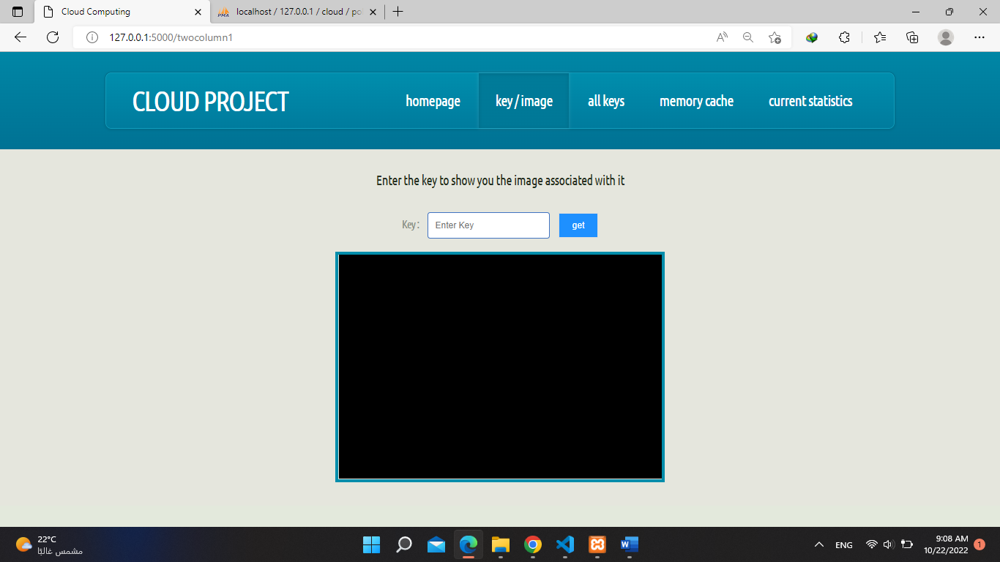 Cloud Computing
localhost / 127.0.0.1 / cloud / po
127.0.0.1:5000/twocolumn1
CLOUD PROJECT
homepage
key / image
all keys
memory cache
current statistics
Enter the key to show you the image associated with it
Key :
Enter Key
get
22°C
مشمس غالبًا
ENG
9:08 AM
10/22/2022
1